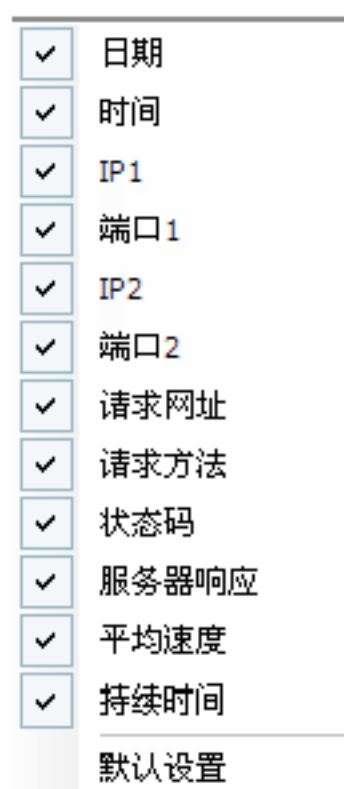 日期
时间
IP1
端口1
IP2
端口2
请求网址
请求方法
状态码
服务器响应
平均速度
持续时间
默认设置